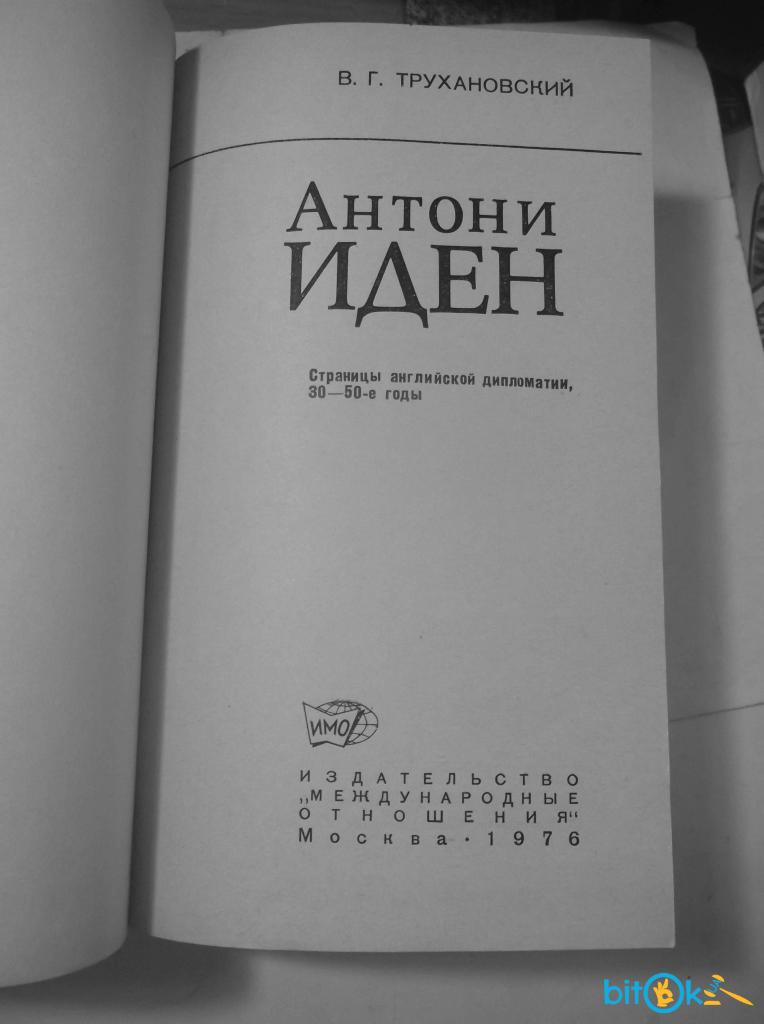 В. Г. ТРУХАНОВСКИЙ
Антони
ИДЕН
Страницы английской дипломатии,
30—50-е годы
ИМО
ИЗДАТЕЛЬСТВО
„МЕЖДУНАРОДНЫЕ
ОТНОШЕНИЯ“
Москва · 1976
bitok